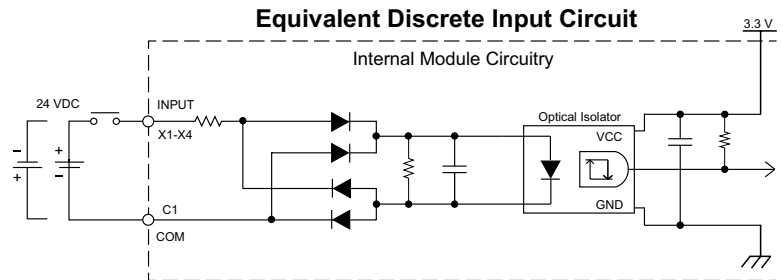 Equivalent Discrete Input Circuit
3.3 V
Internal Module Circuitry
24 VDC
INPUT
X1-X4
Optical Isolator
VCC
− + −
+ −
GND
C1
COM